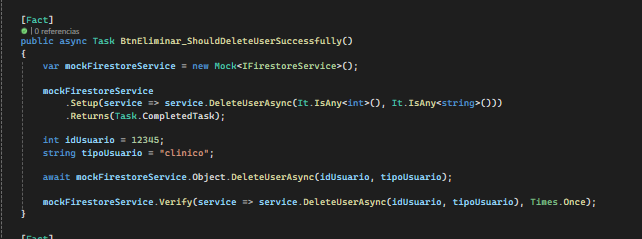 [Fact]
| 0 referencias
public async Task BtnEliminar_ShouldDeleteUserSuccessfully()
{
var mockFirestoreService = new Mock<IFirestoreService>();
mockFirestoreService
.Setup(service => service.DeleteUserAsync(It.IsAny<int>(), It.IsAny<string>()))
.Returns(Task.CompletedTask);
int idUsuario = 12345;
string tipoUsuario = "clinico";
await mockFirestoreService.Object.DeleteUserAsync(idUsuario, tipoUsuario);
mockFirestoreService.Verify(service => service.DeleteUserAsync(idUsuario, tipoUsuario), Times.Once);
}
[Fact]